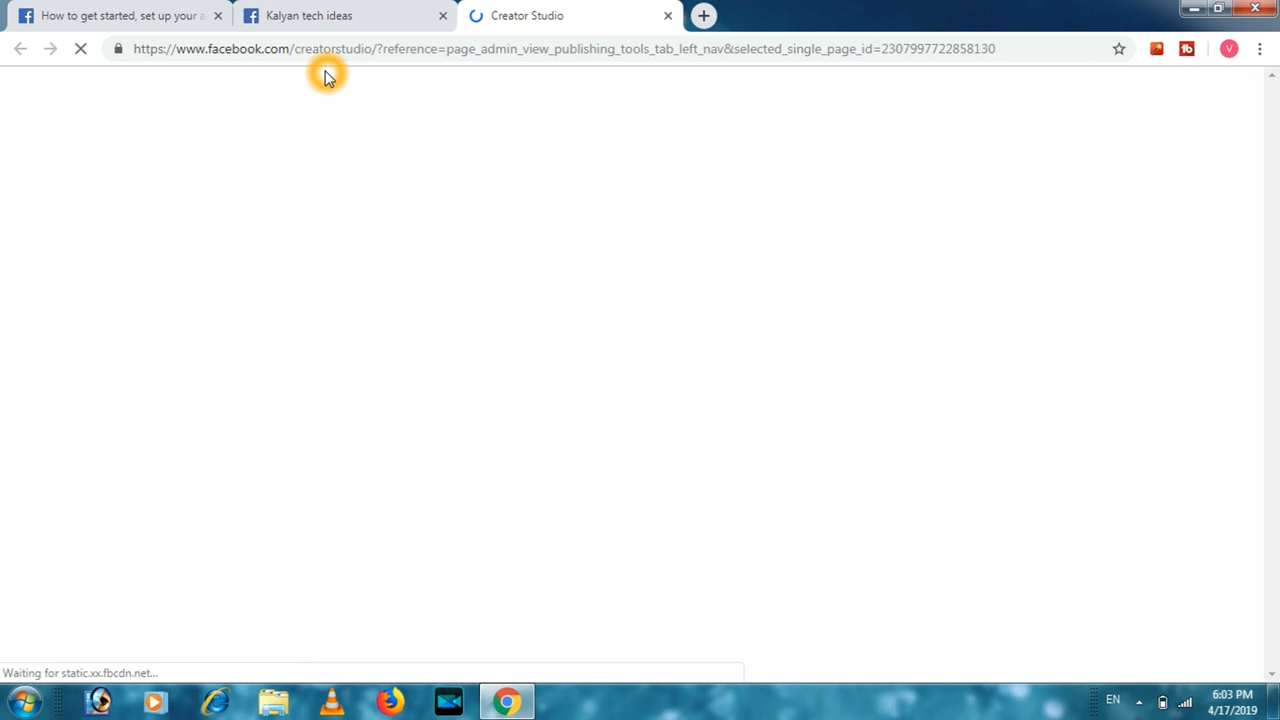 How to get started, set up your a
Kalyan tech ideas
Creator Studio
https://www.facebook.com/creatorstudio/?reference=page_admin_view_publishing_tools_tab_left_nav&selected_single_page_id=2307997722858130
V
Waiting for static.xx.fbcdn.net...
EN
6:03 PM
4/17/2019